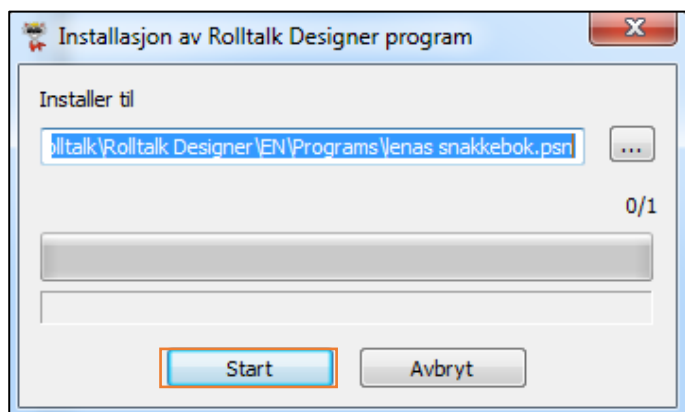 Installasjon av Rolltalk Designer program
Installer til
olltalk\Rolltalk Designer\EN\Programs\lenas snakkebok.psn
...
0/1
Start
Avbryt